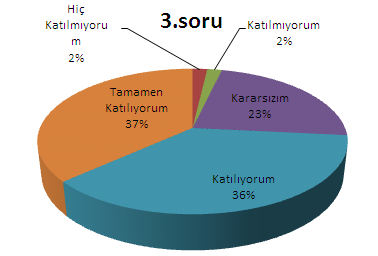 3.soru
Hiç
Katılmıyoru
m
2%
Katılmıyorum
2%
Kararsızım
23%
Katılıyorum
36%
Tamamen
Katılıyorum
37%